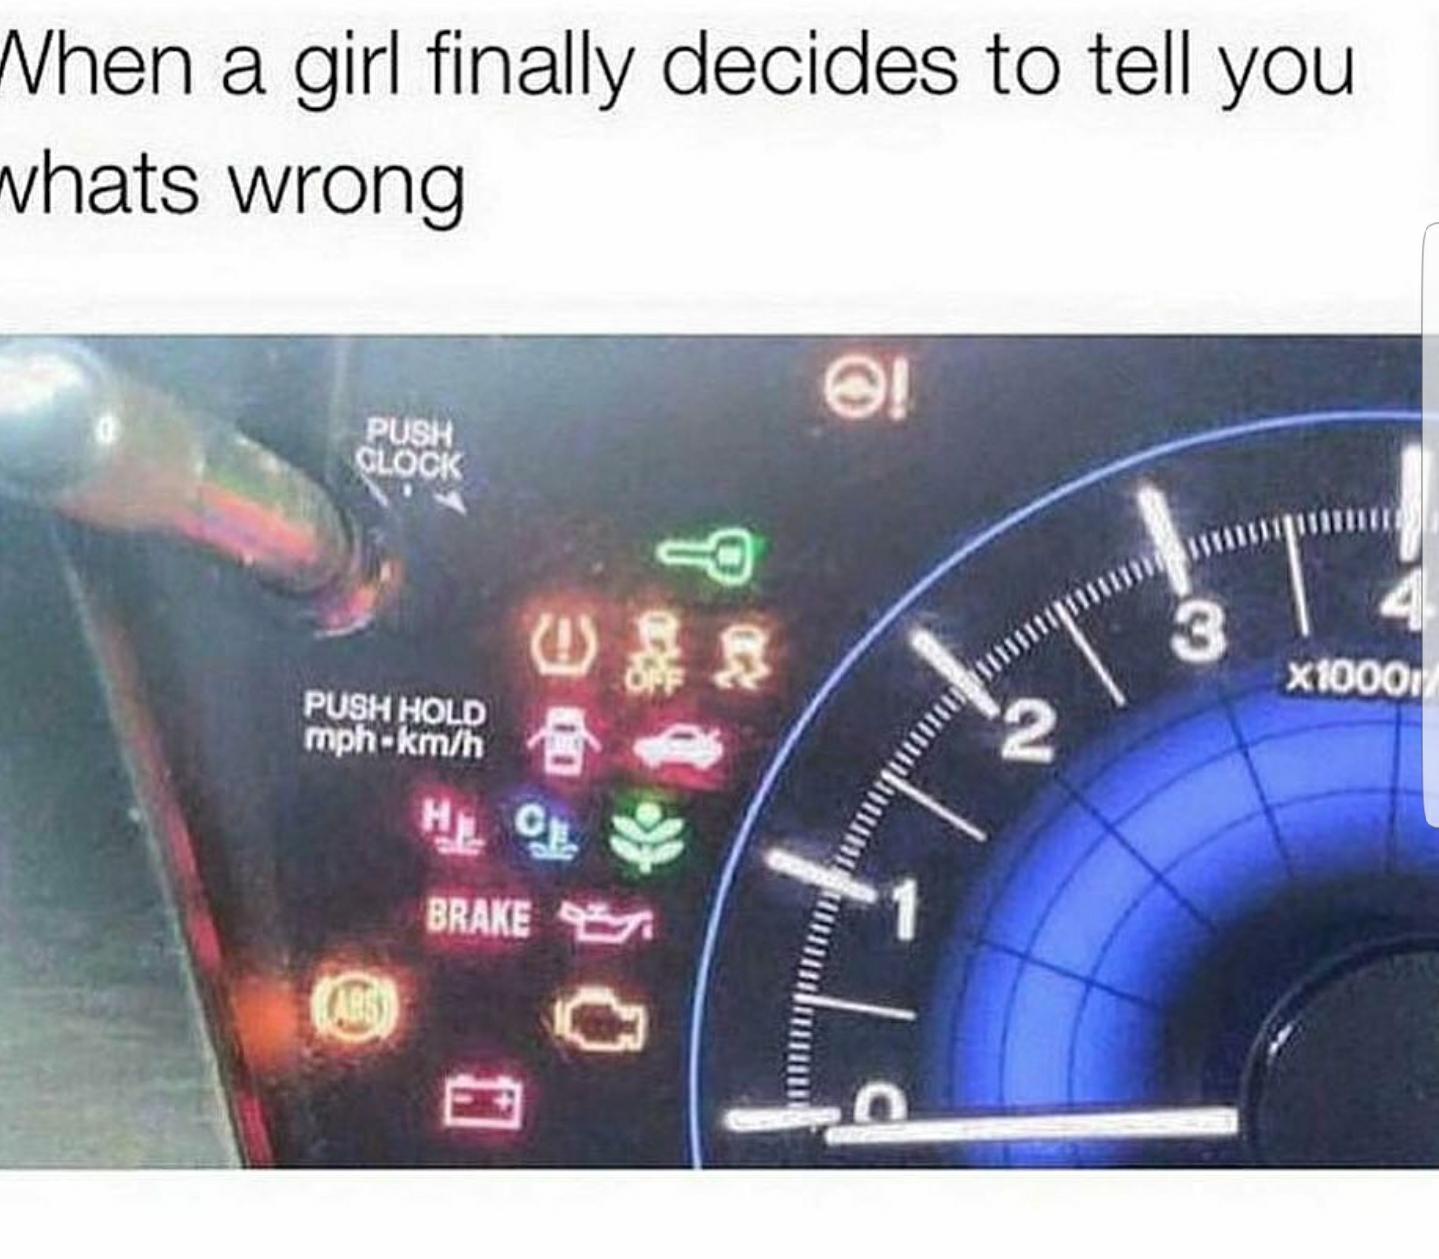 When a girl finally decides to tell you
whats wrong
PUSH
CLOCK
OFF
PUSH HOLD
mph•km/h
H C
BRAKE
ABS
4
3
x1000r/
2
1
0